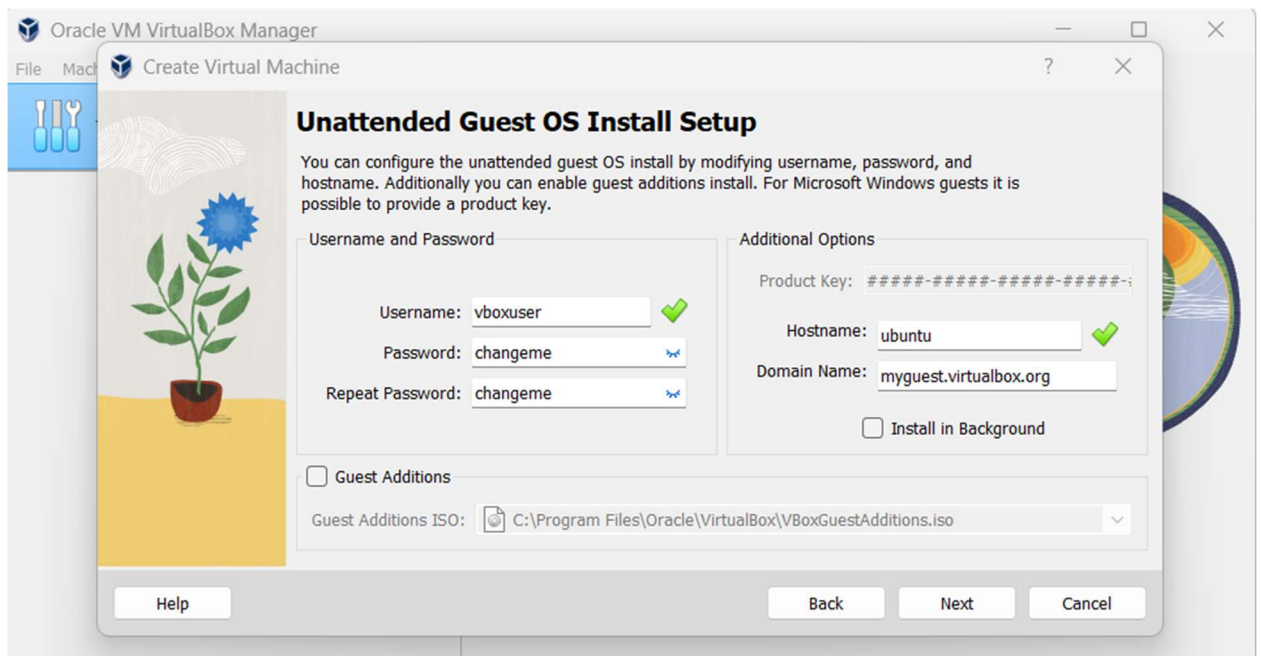 Oracle VM VirtualBox Manager
File Mach
Create Virtual Machine
?
Unattended Guest OS Install Setup
You can configure the unattended guest OS install by modifying username, password, and
hostname. Additionally you can enable guest additions install. For Microsoft Windows guests it is
possible to provide a product key.
Username and Password
Username: vboxuser
Password: changeme
Repeat Password: changeme
Additional Options
Product Key: #####-#####-#####-#####-#
Hostname: ubuntu
Domain Name: myguest.virtualbox.org
Install in Background
Guest Additions
Guest Additions ISO: C:\Program Files\Oracle\VirtualBox\VBoxGuestAdditions.iso
Help
Back
Next
Cancel